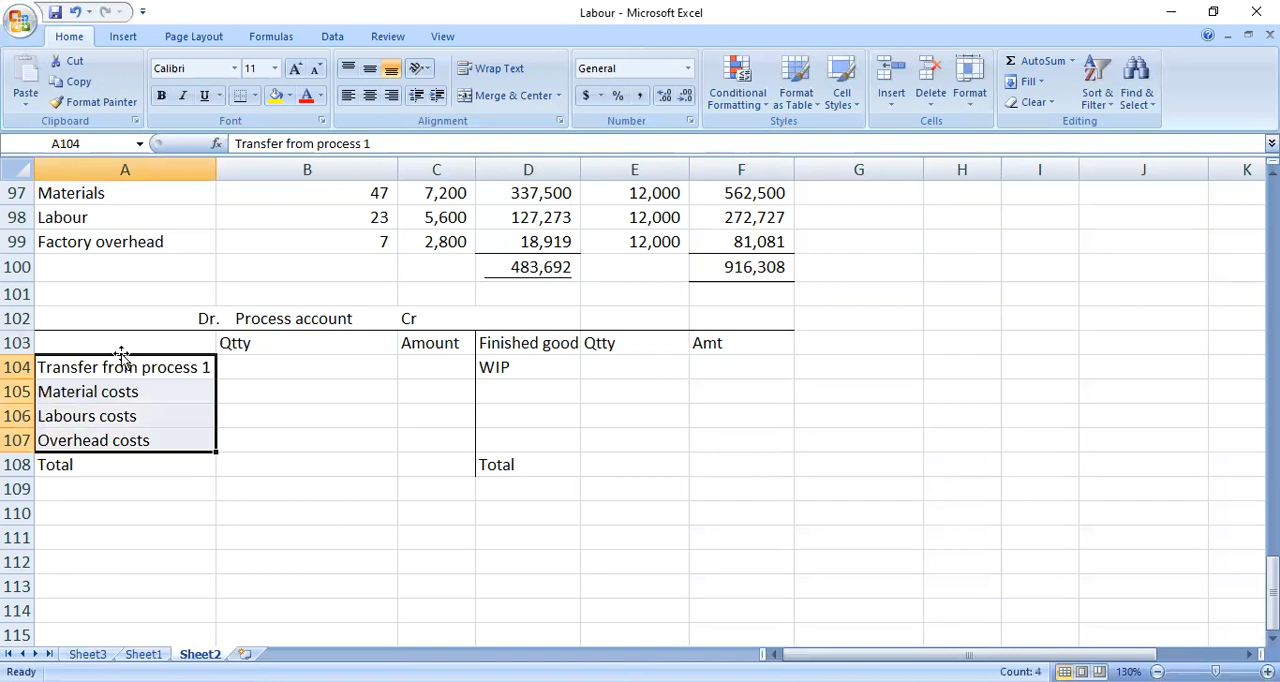 Labour - Microsoft Excel
Home Insert Page Layout Formulas Data Review View
Cut
Copy
Format Painter
Paste
Clipboard
Calibri 11
B I U
Font
Wrap Text
Merge & Center
Alignment
General
$ % ,
Number
Conditional Formatting
Format as Table
Cell Styles
Styles
Insert Delete Format
Cells
Σ AutoSum
Fill
Clear
Sort & Filter
Find & Select
Editing
A104 fx Transfer from process 1
A B C D E F G H I J K
97 Materials 47 7,200 337,500 12,000 562,500
98 Labour 23 5,600 127,273 12,000 272,727
99 Factory overhead 7 2,800 18,919 12,000 81,081
100 483,692 916,308
101
102 Dr. Process account Cr
103 Qtty Amount Finished good Qtty Amt
104 Transfer from process 1 WIP
105 Material costs
106 Labours costs
107 Overhead costs
108 Total Total
109
110
111
112
113
114
115
Sheet3 Sheet1 Sheet2
Ready Count: 4 130%